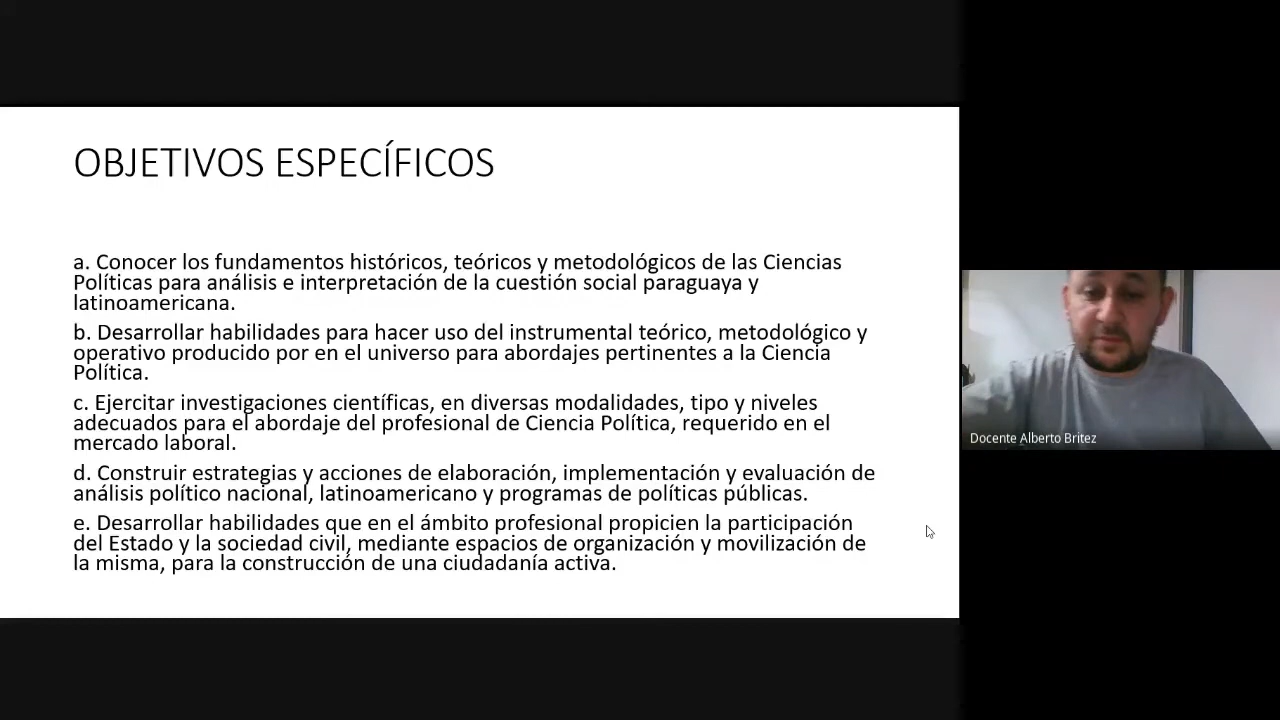 OBJETIVOS ESPECÍFICOS
a. Conocer los fundamentos históricos, teóricos y metodológicos de las Ciencias
Políticas para análisis e interpretación de la cuestión social paraguaya y
latinoamericana.
b. Desarrollar habilidades para hacer uso del instrumental teórico, metodológico y
operativo producido por en el universo para abordajes pertinentes a la Ciencia
Política.
c. Ejercitar investigaciones científicas, en diversas modalidades, tipo y niveles
adecuados para el abordaje del profesional de Ciencia Política, requerido en el
mercado laboral.
d. Construir estrategias y acciones de elaboración, implementación y evaluación de
análisis político nacional, latinoamericano y programas de políticas públicas.
e. Desarrollar habilidades que en el ámbito profesional propicien la participación
del Estado y la sociedad civil, mediante espacios de organización y movilización de
la misma, para la construcción de una ciudadanía activa.
Docente Alberto Britez